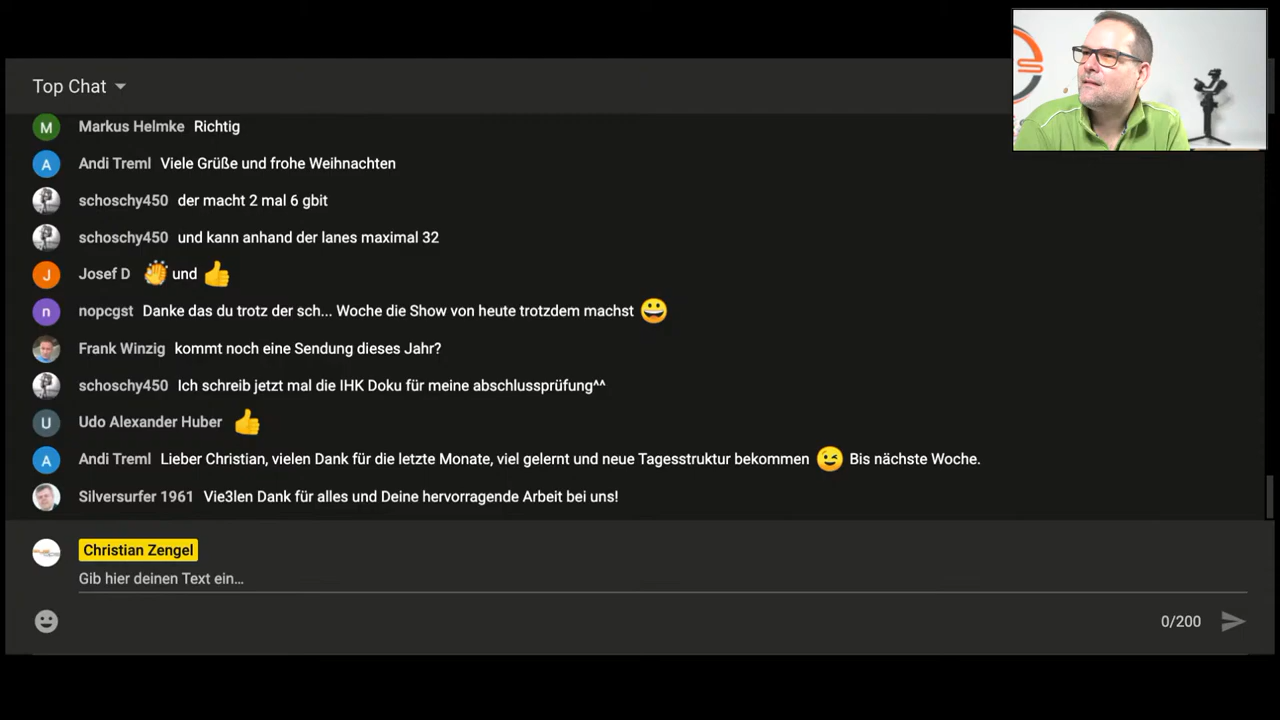 Top Chat
M Markus Helmke Richtig
A Andi Treml Viele Grüße und frohe Weihnachten
schoschy450 der macht 2 mal 6 gbit
schoschy450 und kann anhand der lanes maximal 32
J Josef D 👏 und 👍
n nopcgst Danke das du trotz der sch... Woche die Show von heute trotzdem machst 😀
Frank Winzig kommt noch eine Sendung dieses Jahr?
schoschy450 Ich schreib jetzt mal die IHK Doku für meine abschlussprüfung^^
U Udo Alexander Huber 👍
A Andi Treml Lieber Christian, vielen Dank für die letzte Monate, viel gelernt und neue Tagesstruktur bekommen 😉 Bis nächste Woche.
Silversurfer 1961 Vie3len Dank für alles und Deine hervorragende Arbeit bei uns!
Christian Zengel
Gib hier deinen Text ein...
0/200